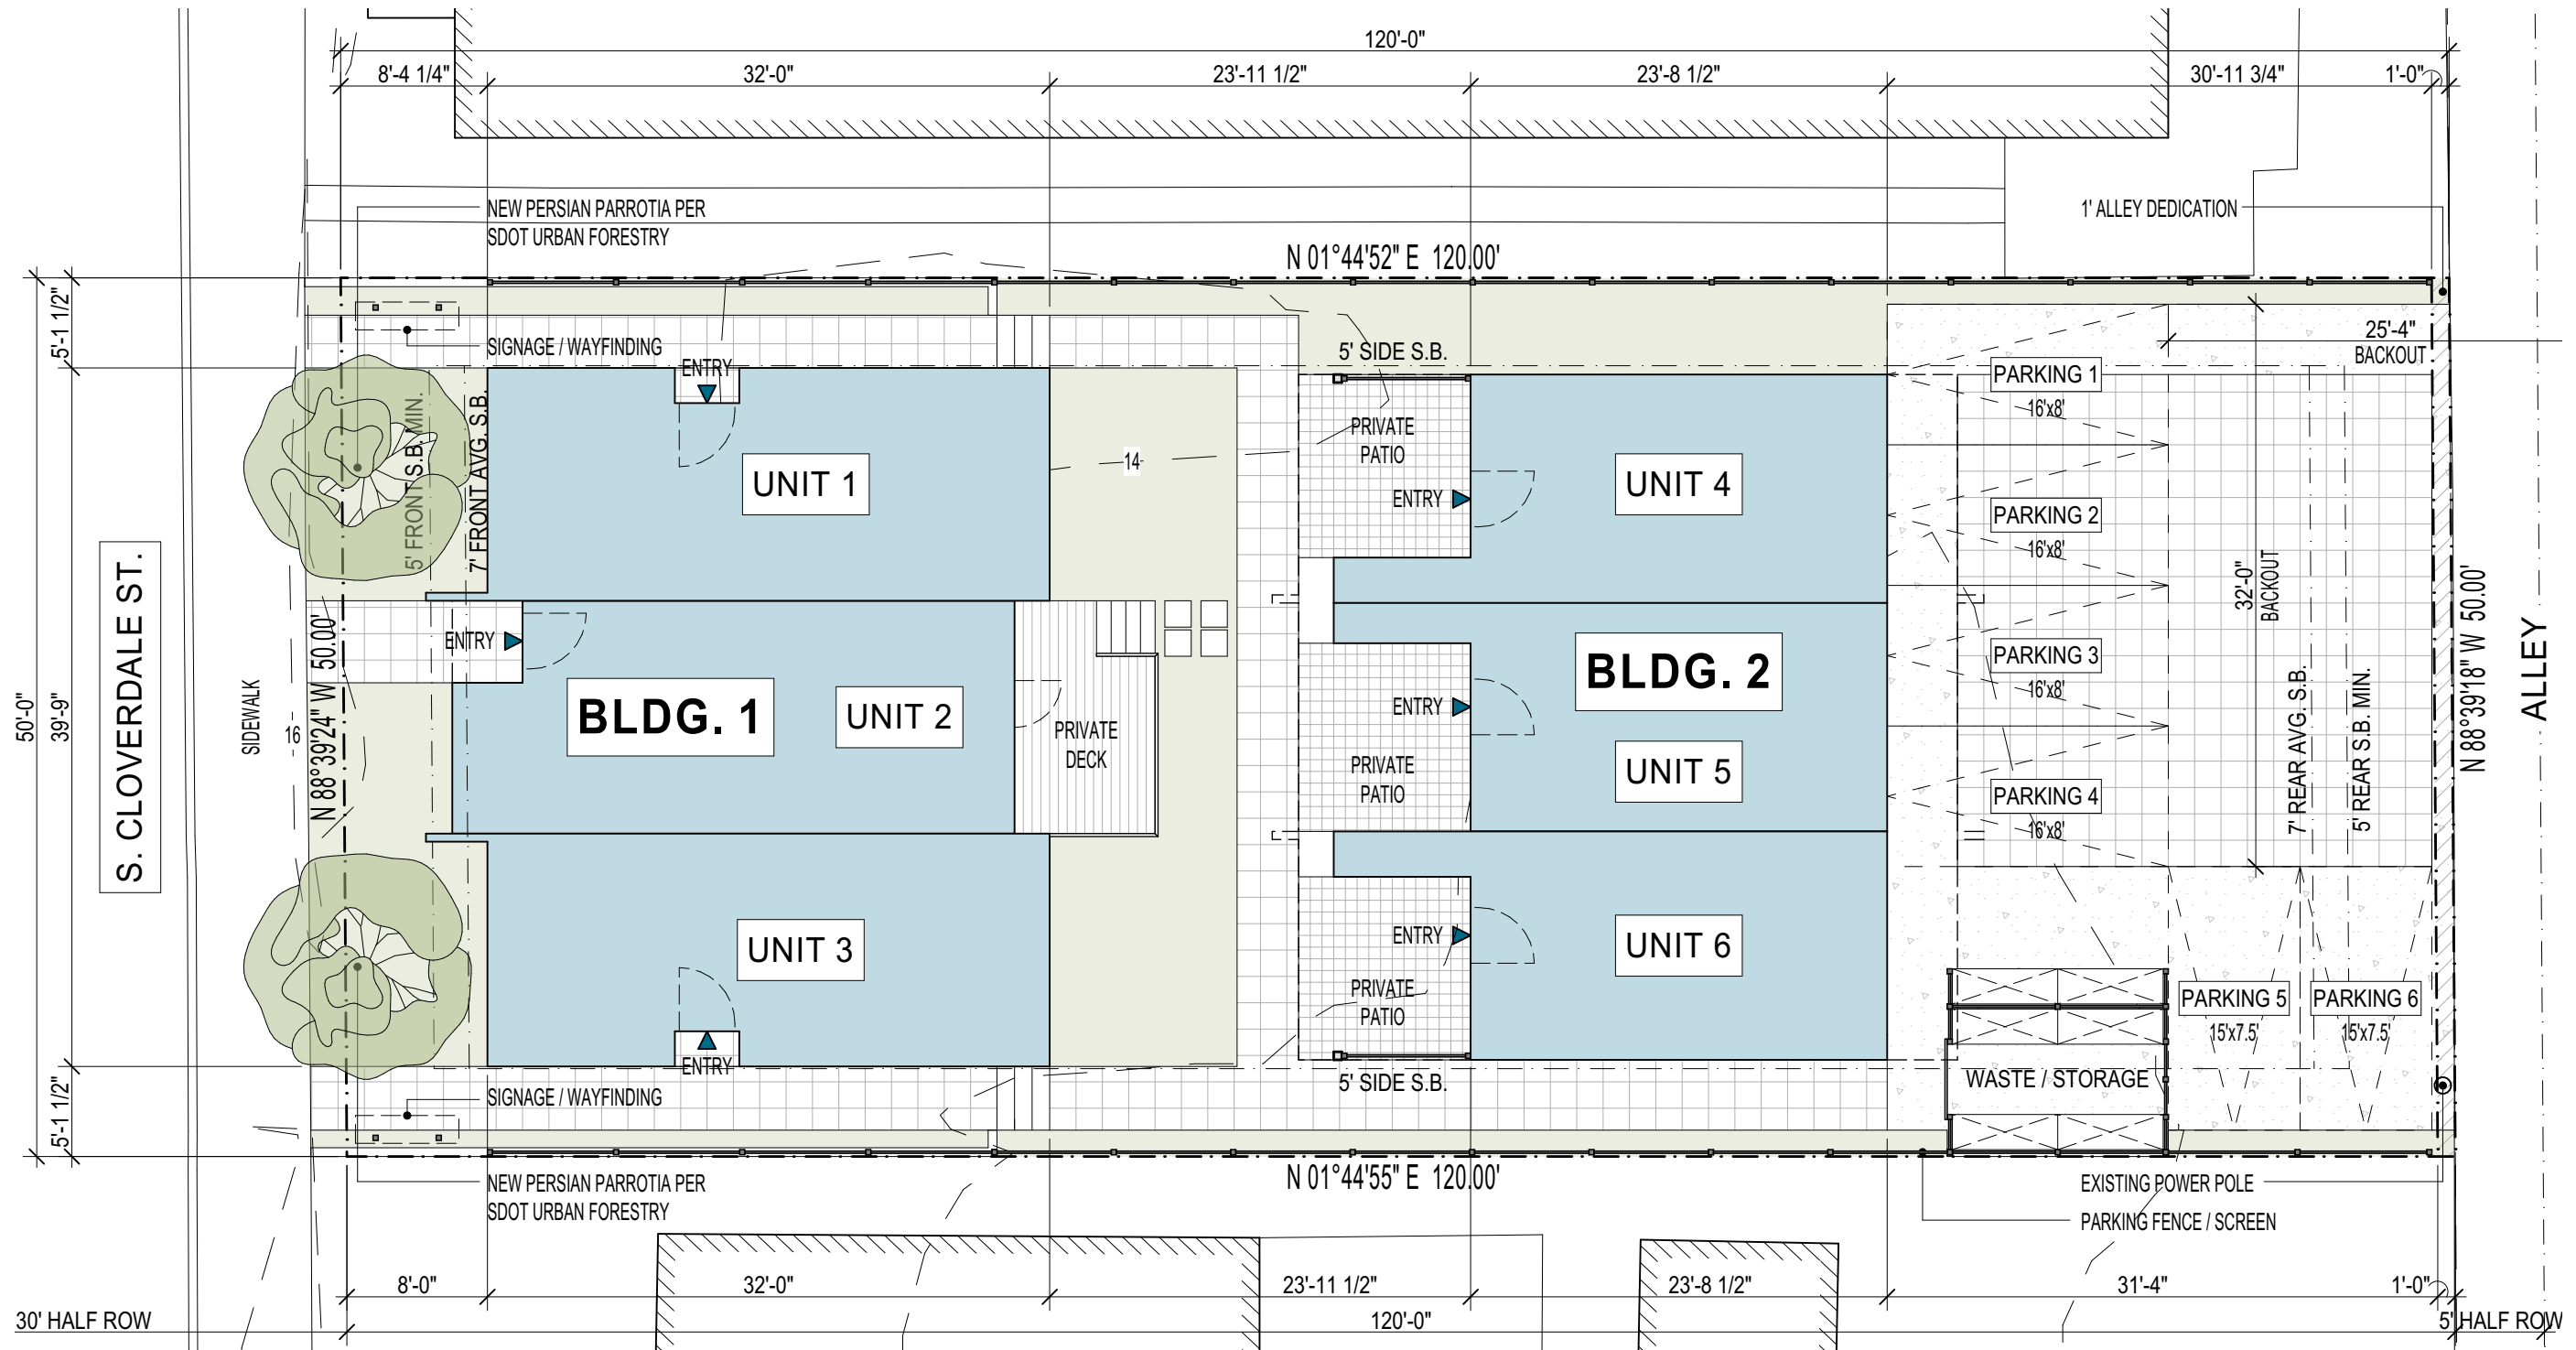 120'-0"
8'-4 1/4"
32'-0"
23'-11 1/2"
23'-8 1/2"
30'-11 3/4"
1'-0"
NEW PERSIAN PARROTIA PER
SDOT URBAN FORESTRY
1' ALLEY DEDICATION
N 01°44'52" E 120.00'
5'-1 1/2"
SIGNAGE / WAYFINDING
ENTRY
5' SIDE S.B.
25'-4"
BACKOUT
PARKING 1
16'x8'
5' FRONT S.B. MIN.
7' FRONT AVG. S.B.
UNIT 1
14
PRIVATE
PATIO
ENTRY
UNIT 4
PARKING 2
16'x8'
32'-0"
BACKOUT
50'-0"
39'-9"
S. CLOVERDALE ST.
SIDEWALK
16
N 88°39'24" W 50.00'
ENTRY
BLDG. 1
UNIT 2
PRIVATE
DECK
ENTRY
PRIVATE
PATIO
BLDG. 2
UNIT 5
PARKING 3
16'x8'
PARKING 4
16'x8'
7' REAR AVG. S.B.
5' REAR S.B. MIN.
N 88°39'18" W 50.00'
ALLEY
UNIT 3
ENTRY
ENTRY
PRIVATE
PATIO
UNIT 6
PARKING 5
15'x7.5'
PARKING 6
15'x7.5'
WASTE / STORAGE
5'-1 1/2"
SIGNAGE / WAYFINDING
5' SIDE S.B.
N 01°44'55" E 120.00'
NEW PERSIAN PARROTIA PER
SDOT URBAN FORESTRY
EXISTING POWER POLE
PARKING FENCE / SCREEN
8'-0"
32'-0"
23'-11 1/2"
23'-8 1/2"
31'-4"
1'-0"
30' HALF ROW
120'-0"
5' HALF ROW